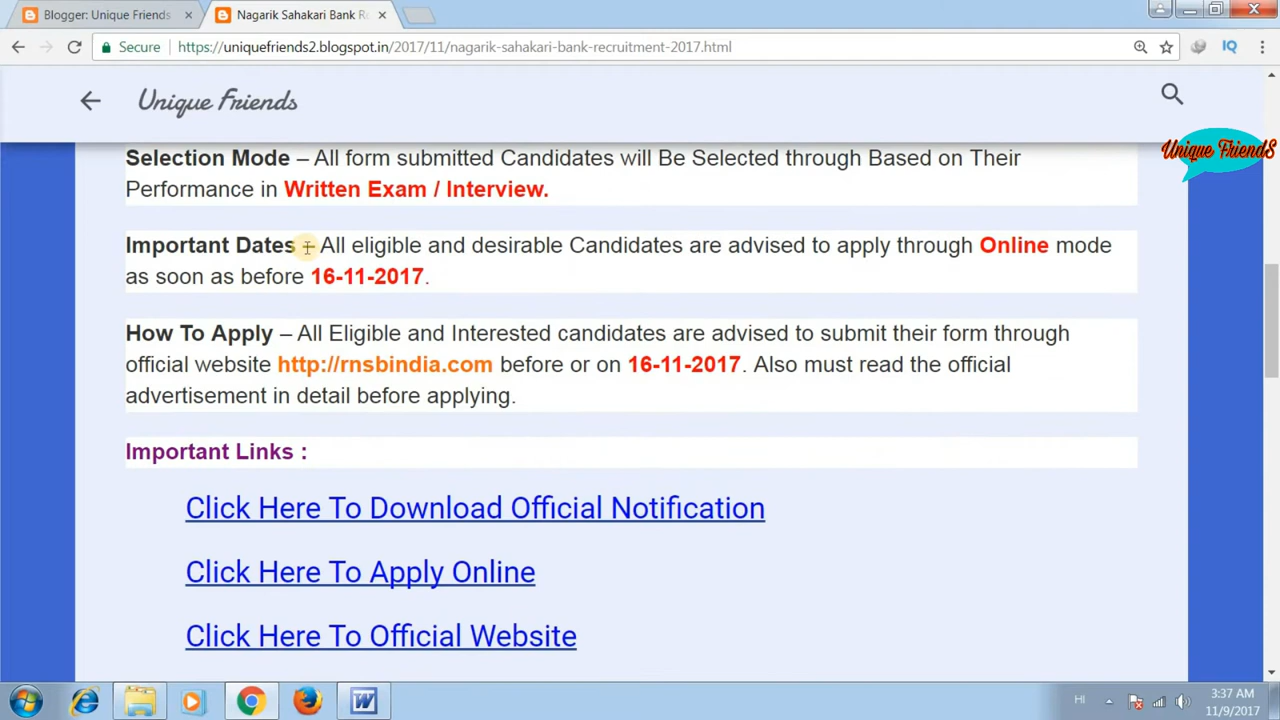 Blogger: Unique Friends
Nagarik Sahakari Bank Re
Secure
https://uniquefriends2.blogspot.in/2017/11/nagarik-sahakari-bank-recruitment-2017.html
IQ
Unique Friends
Unique FriendS
Selection Mode – All form submitted Candidates will Be Selected through Based on Their
Performance in Written Exam / Interview.
Important Dates – All eligible and desirable Candidates are advised to apply through Online mode
as soon as before 16-11-2017.
How To Apply – All Eligible and Interested candidates are advised to submit their form through
official website http://rnsbindia.com before or on 16-11-2017. Also must read the official
advertisement in detail before applying.
Important Links :
Click Here To Download Official Notification
Click Here To Apply Online
Click Here To Official Website
HI
3:37 AM
11/9/2017